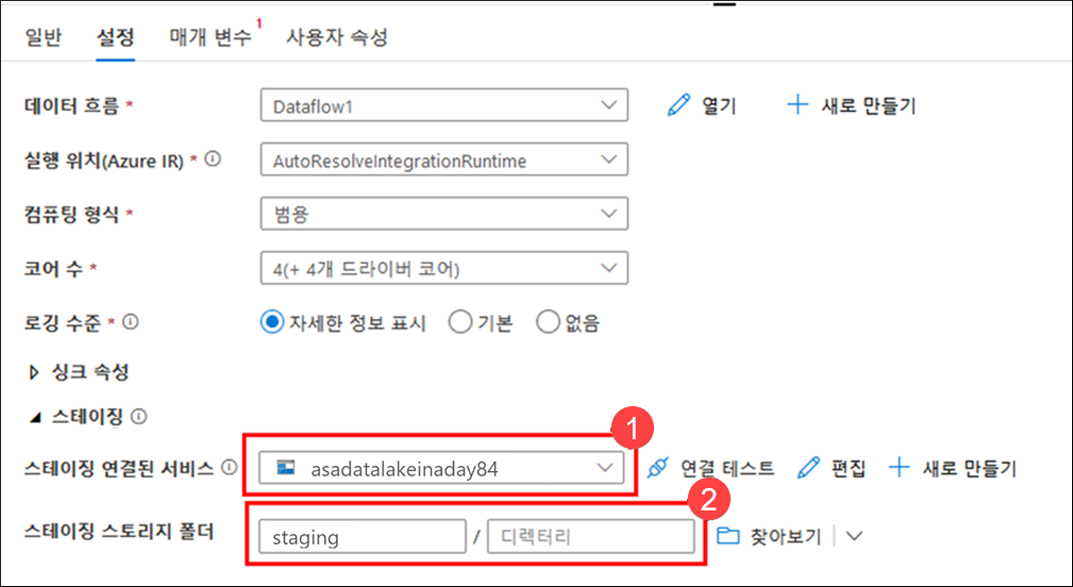 일반 설정 매개 변수 1 사용자 속성
데이터 흐름 * Dataflow1 열기 새로 만들기
실행 위치(Azure IR) * AutoResolveIntegrationRuntime
컴퓨팅 형식 * 범용
코어 수 * 4(+ 4개 드라이버 코어)
로깅 수준 * 자세한 정보 표시 기본 없음
싱크 속성
스테이징
스테이징 연결된 서비스 asadatalakeinaday84 1 연결 테스트 편집 새로 만들기
스테이징 스토리지 폴더 staging / 디렉터리 2 찾아보기